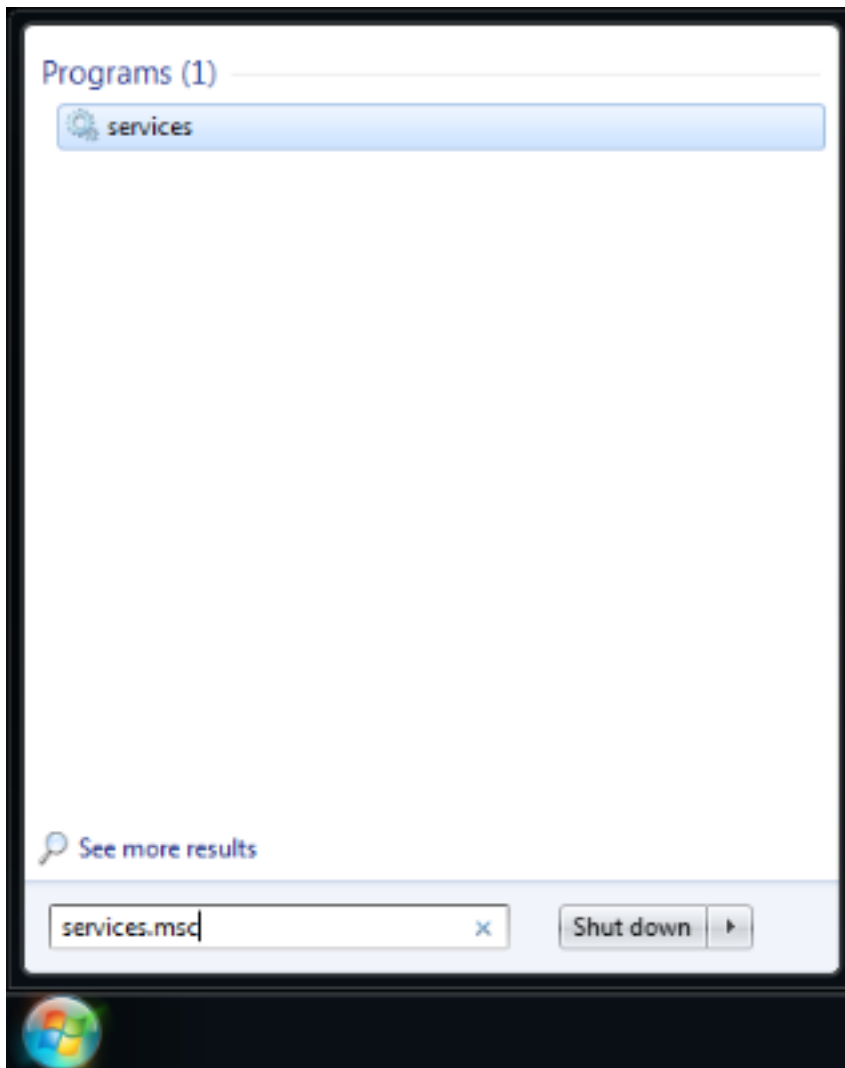 Programs (1)
services
See more results
services.msc
Shut down